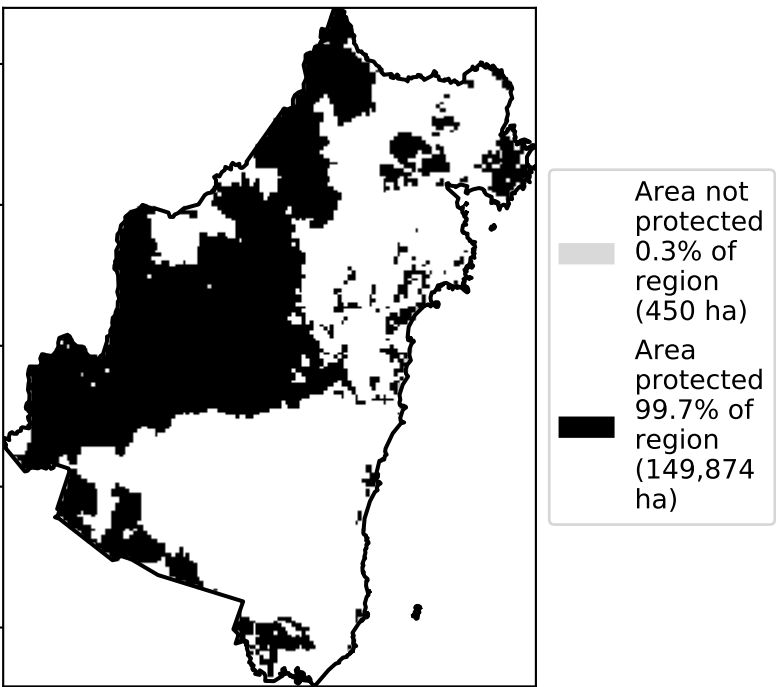 Area not
protected
0.3% of
region
(450 ha)
Area
protected
99.7% of
region
(149,874
ha)